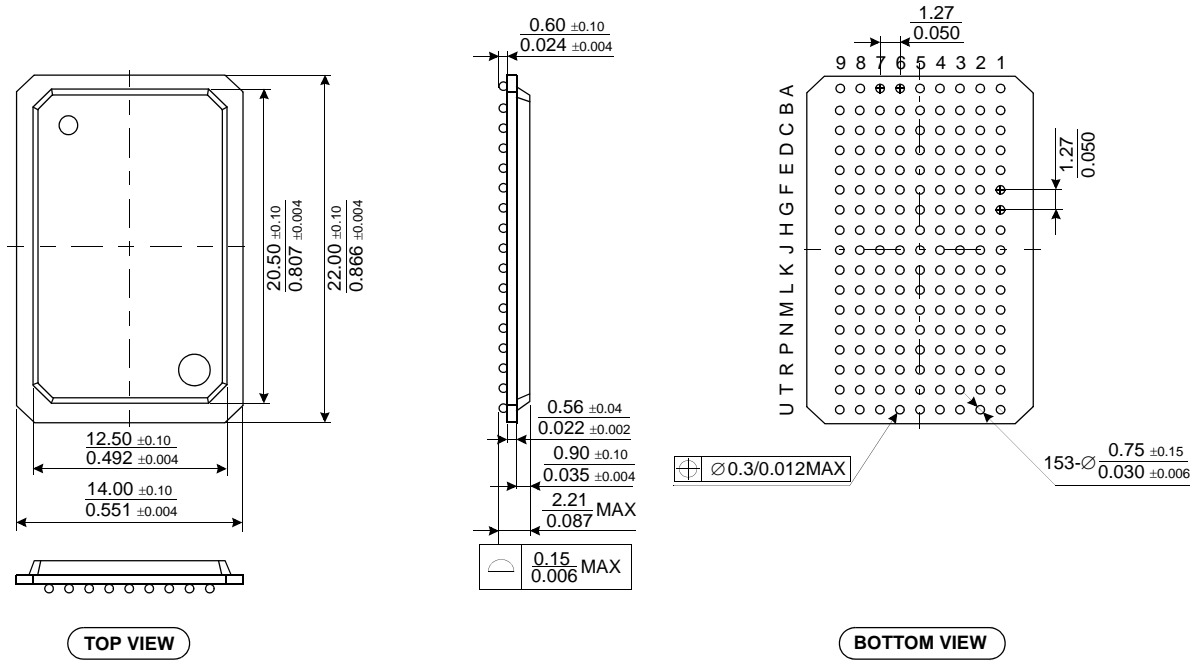 0.60 ±0.10
0.024 ±0.004
1.27
0.050
9 8 7 6 5 4 3 2 1
A
B
C
D
E
F
G
H
J
K
L
M
N
P
R
T
U
1.27
0.050
20.50 ±0.10
0.807 ±0.004
22.00 ±0.10
0.866 ±0.004
12.50 ±0.10
0.492 ±0.004
14.00 ±0.10
0.551 ±0.004
0.56 ±0.04
0.022 ±0.002
0.90 ±0.10
0.035 ±0.004
2.21
0.087 MAX
0.15
0.006 MAX
⌀0.3/0.012MAX
153-⌀ 0.75 ±0.15
0.030 ±0.006
TOP VIEW
BOTTOM VIEW